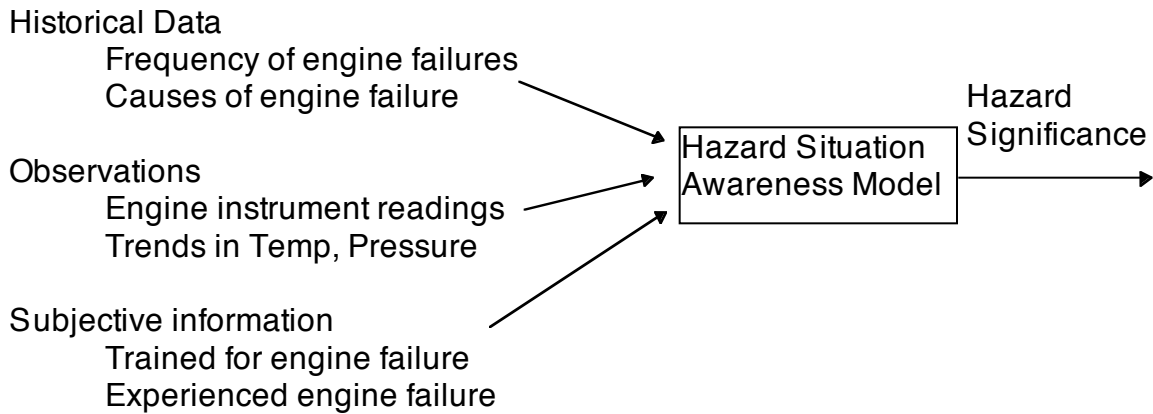 Historical Data
Frequency of engine failures
Causes of engine failure
Observations
Engine instrument readings
Trends in Temp, Pressure
Subjective information
Trained for engine failure
Experienced engine failure
Hazard Situation
Awareness Model
Hazard
Significance